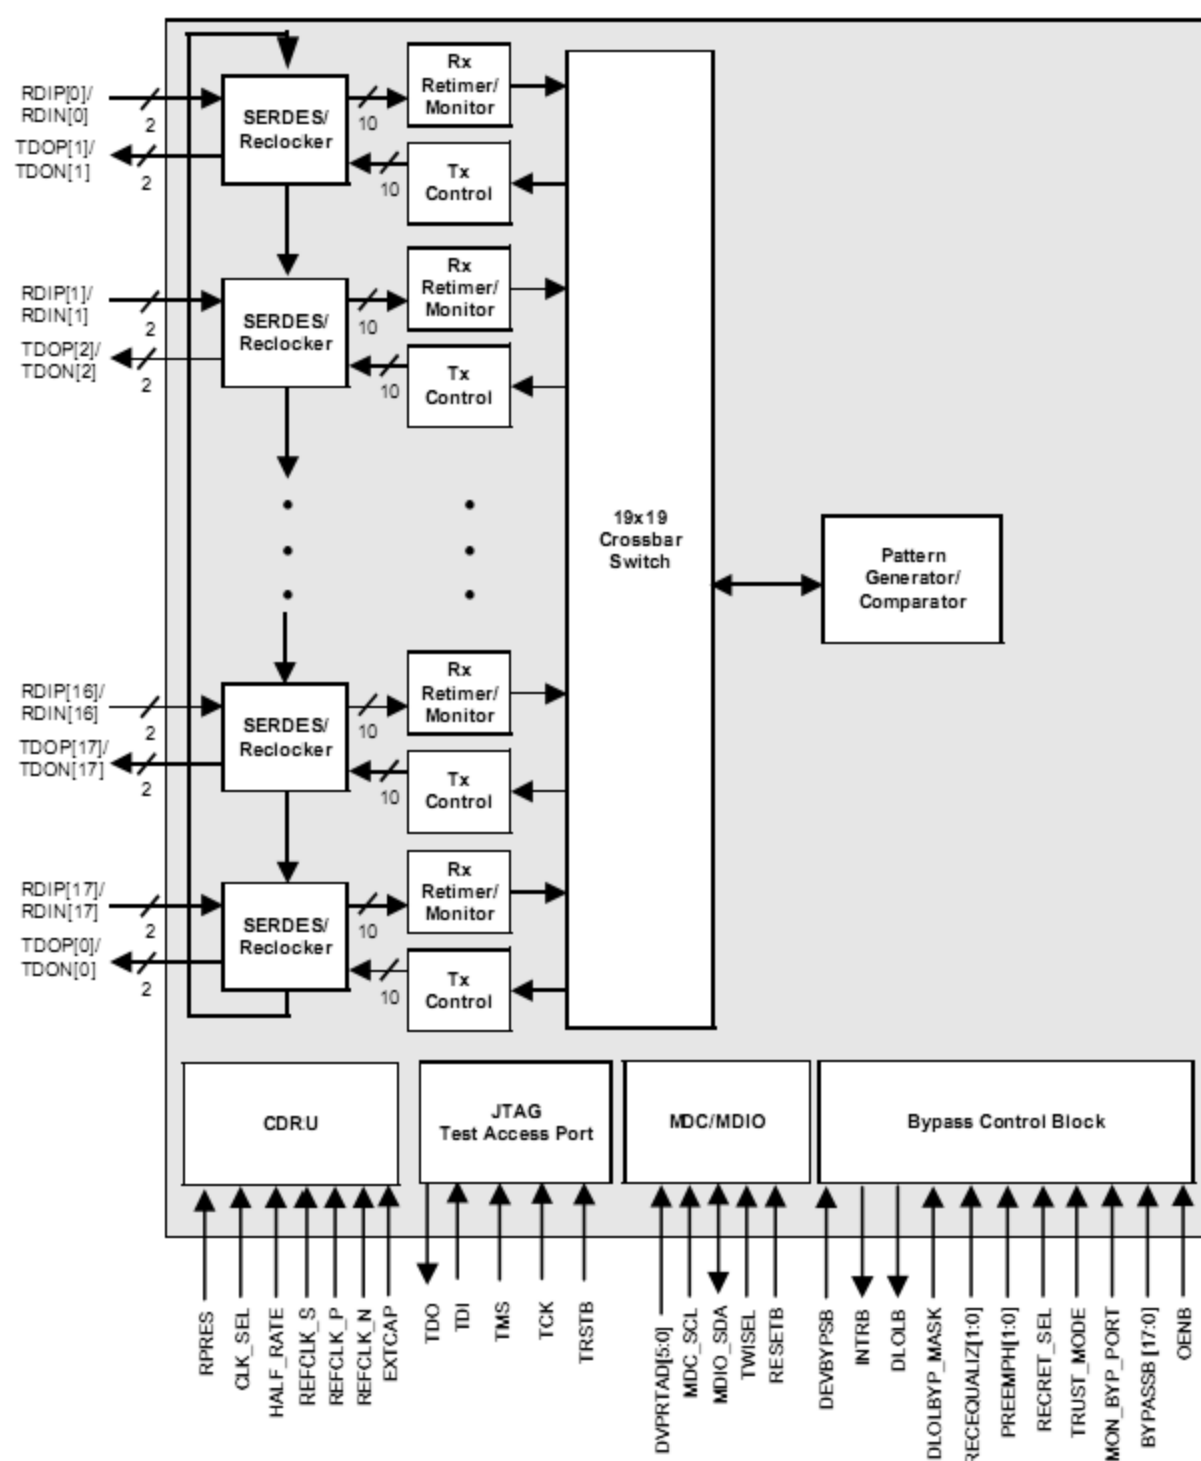 RDIP[0]/
RDIN[0]
2
SERDES/
Reclocker
10
Rx
Retimer/
Monitor
TDOP[1]/
TDON[1]
2
10
Tx
Control
RDIP[1]/
RDIN[1]
2
SERDES/
Reclocker
10
Rx
Retimer/
Monitor
TDOP[2]/
TDON[2]
2
10
Tx
Control
19x19
Crossbar
Switch
Pattern
Generator/
Comparator
RDIP[16]/
RDIN[16]
2
SERDES/
Reclocker
10
Rx
Retimer/
Monitor
TDOP[17]/
TDON[17]
2
10
Tx
Control
RDIP[17]/
RDIN[17]
2
SERDES/
Reclocker
10
Rx
Retimer/
Monitor
TDOP[0]/
TDON[0]
2
10
Tx
Control
CDRU
JTAG
Test Access Port
MDC/MDIO
Bypass Control Block
RPRES
CLK_SEL
HALF_RATE
REFCLK_S
REFCLK_P
REFCLK_N
EXTCAP
TDO
TDI
TMS
TCK
TRSTB
DVPRTAD[5:0]
MDC_SCL
MDIO_SDA
TWISEL
RESETB
DEVBYPSB
INTRB
DLOLB
DLOLBYP_MASK
RECEQUALIZ[1:0]
PREEMPH[1:0]
RECRET_SEL
TRUST_MODE
MON_BYP_PORT
BYPASSB [17:0]
OENB